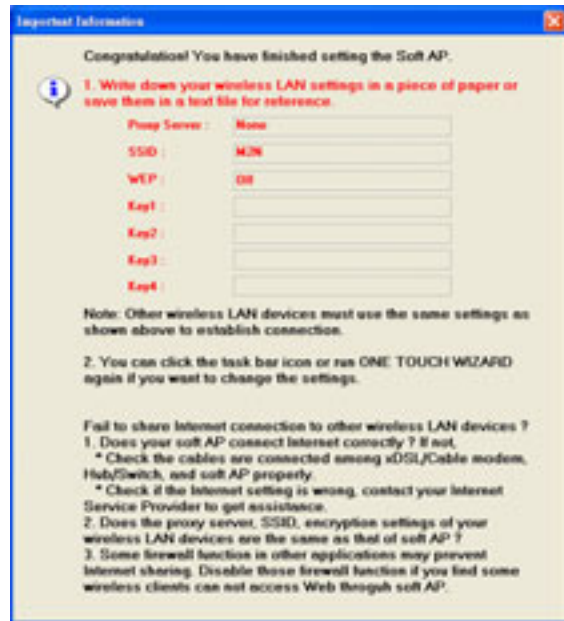 Important Information
Congratulation! You have finished setting the Soft AP.
1. Write down your wireless LAN settings in a piece of paper or
save them in a text file for reference.
Proxy Server : None
SSID : M2N
WEP : Off
Key1 :
Key2 :
Key3 :
Key4 :
Note: Other wireless LAN devices must use the same settings as
shown above to establish connection.
2. You can click the task bar icon or run ONE TOUCH WIZARD
again if you want to change the settings.
Fail to share Internet connection to other wireless LAN devices ?
1. Does your soft AP connect Internet correctly ? If not,
* Check the cables are connected among xDSL/Cable modem,
Hub/Switch, and soft AP properly.
* Check if the Internet setting is wrong, contact your Internet
Service Provider to get assistance.
2. Does the proxy server, SSID, encryption settings of your
wireless LAN devices are the same as that of soft AP ?
3. Some firewall function in other applications may prevent
Internet sharing. Disable those firewall function if you find some
wireless clients can not access Web throguh soft AP.